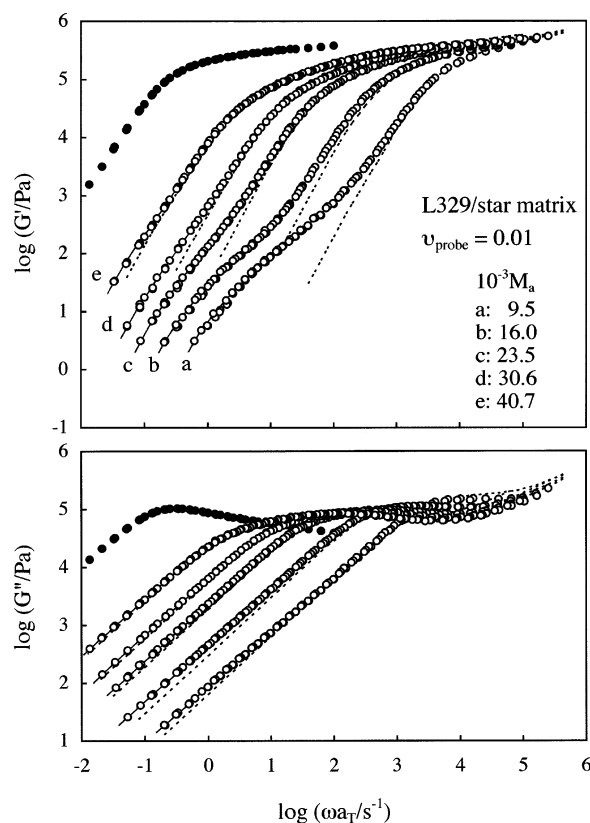 6
5
4
3
2
1
0
-1
log (G'/Pa)
e
d
c
b
a
L329/star matrix
υprobe = 0.01
10-3Ma
a: 9.5
b: 16.0
c: 23.5
d: 30.6
e: 40.7
6
5
4
3
2
1
log (G"/Pa)
-2 -1 0 1 2 3 4 5 6
log (ωaT/s-1)